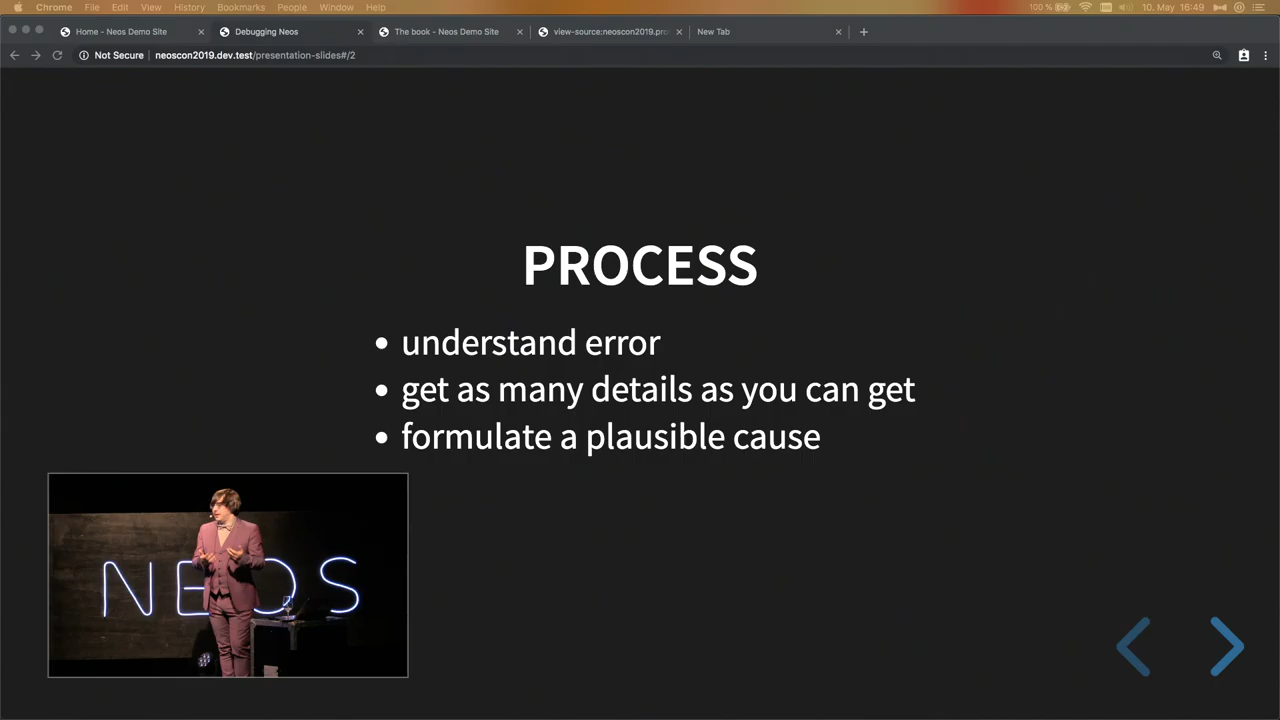 Chrome File Edit View History Bookmarks People Window Help 100 % 10. May 16:49
Home - Neos Demo Site Debugging Neos The book - Neos Demo Site view-source:neoscon2019.pro New Tab
Not Secure neoscon2019.dev.test/presentation-slides#/2
PROCESS
• understand error
• get as many details as you can get
• formulate a plausible cause
NEOS